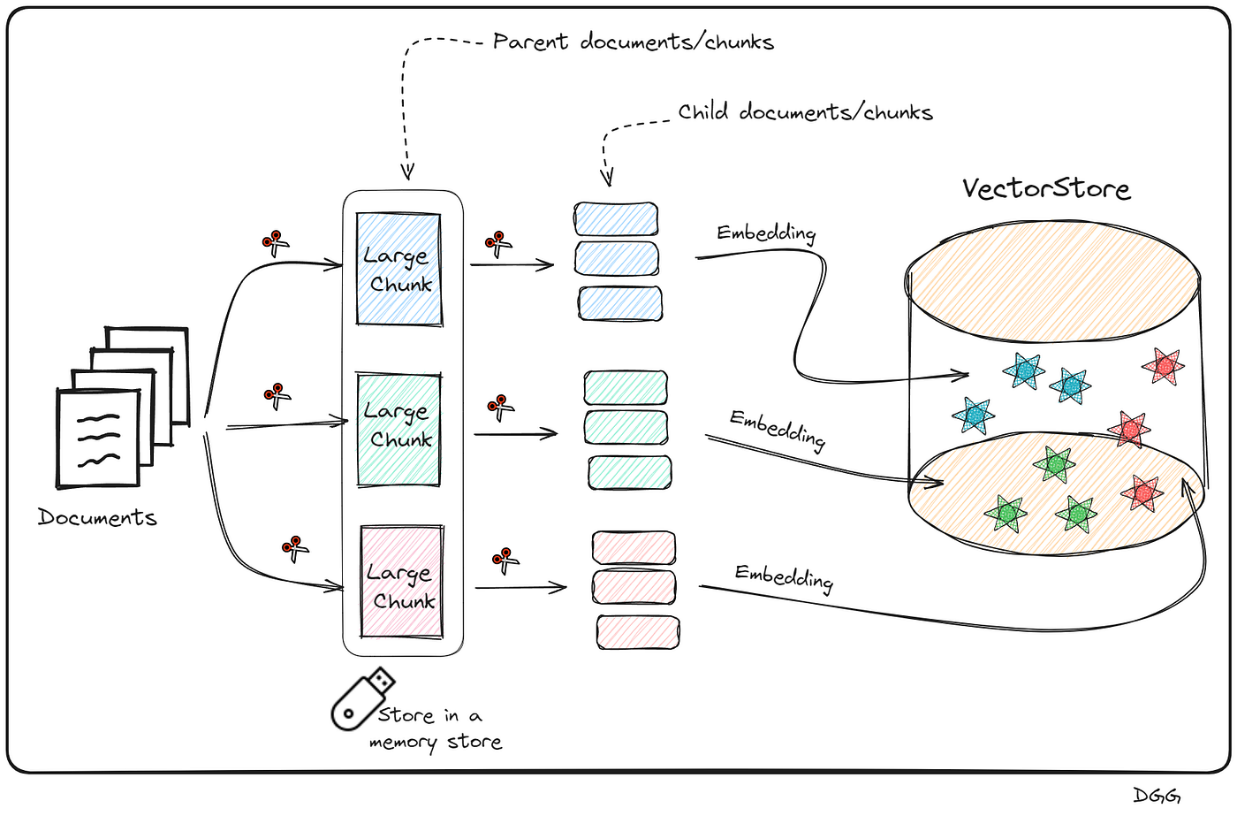 Parent documents/chunks
Child documents/chunks
VectorStore
Embedding
Large
Chunk
Large
Chunk
Embedding
Documents
Large
Chunk
Embedding
Store in a
memory store
DGG